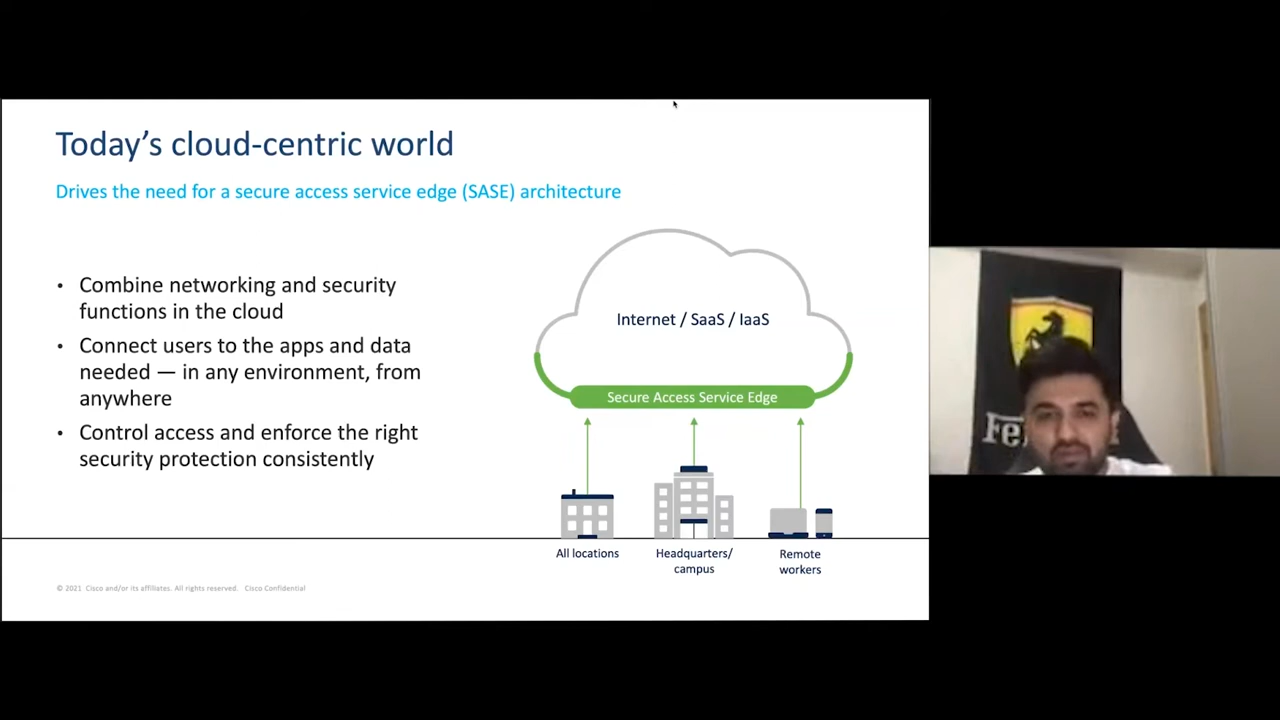 Today's cloud-centric world
Drives the need for a secure access service edge (SASE) architecture
• Combine networking and security
functions in the cloud
• Connect users to the apps and data
needed — in any environment, from
anywhere
• Control access and enforce the right
security protection consistently
Internet / SaaS / IaaS
Secure Access Service Edge
All locations
Headquarters/
campus
Remote
workers
© 2021 Cisco and/or its affiliates. All rights reserved. Cisco Confidential